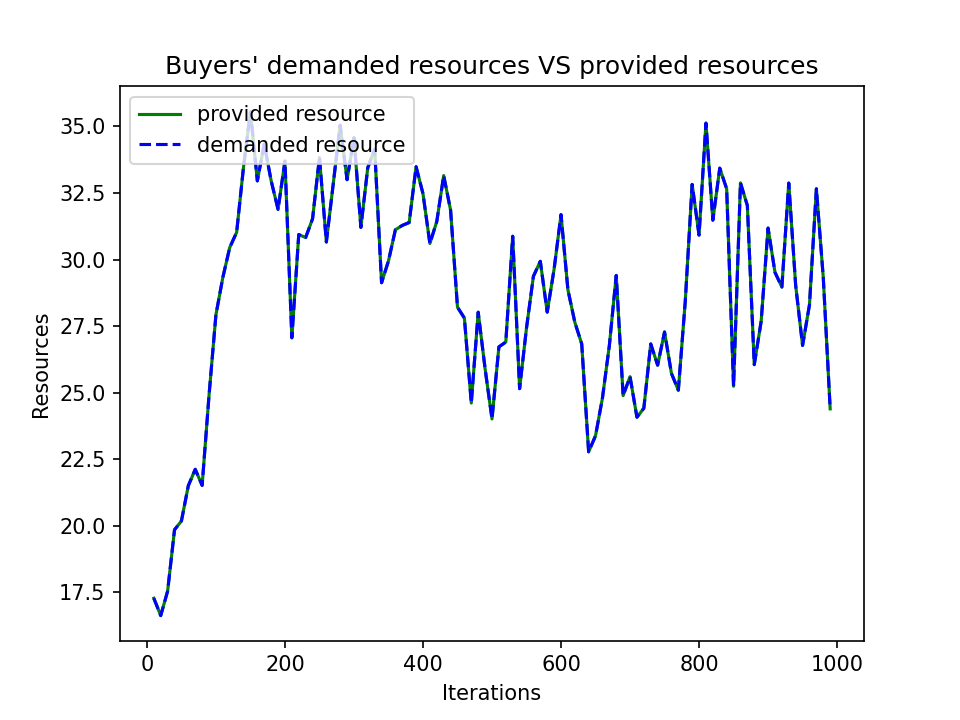 Buyers' demanded resources VS provided resources
provided resource
demanded resource
35.0
32.5
30.0
27.5
25.0
22.5
20.0
17.5
Resources
0 200 400 600 800 1000
Iterations